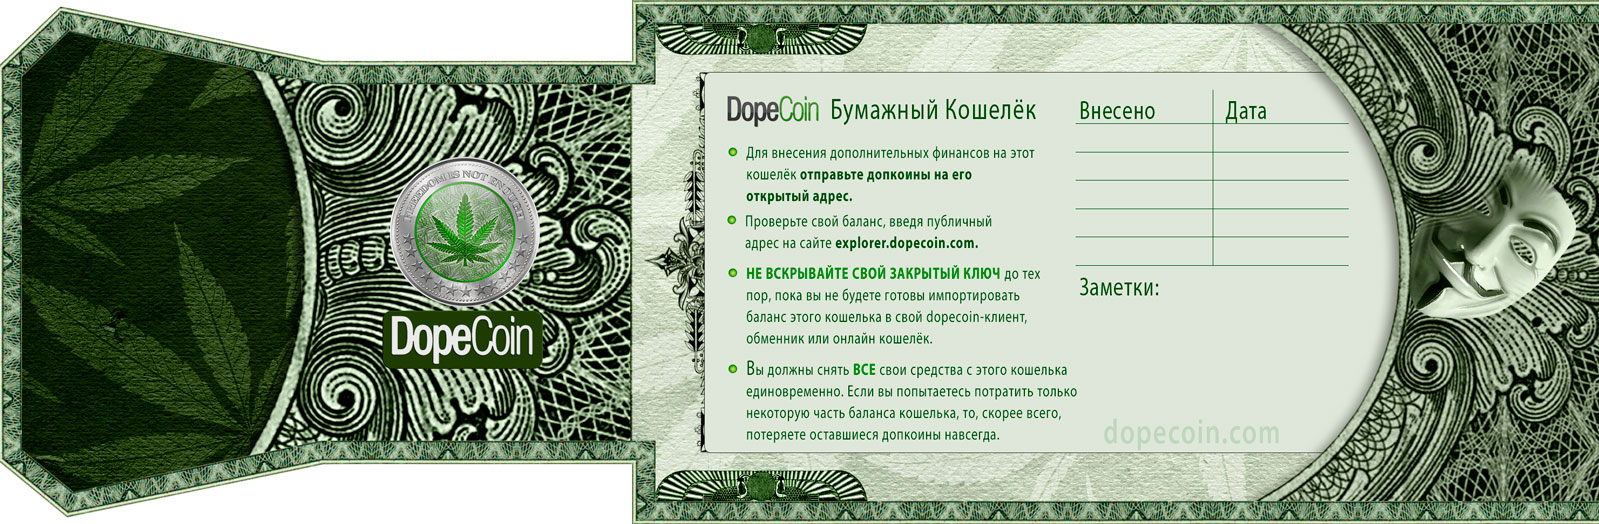 FREEDOM IS NOT ENOUGH
DopeCoin
DopeCoin Бумажный Кошелёк
Для внесения дополнительных финансов на этот
кошелёк отправьте допкоины на его
открытый адрес.
Проверьте свой баланс, введя публичный
адрес на сайте explorer.dopecoin.com.
НЕ ВСКРЫВАЙТЕ СВОЙ ЗАКРЫТЫЙ КЛЮЧ до тех
пор, пока вы не будете готовы импортировать
баланс этого кошелька в свой dopecoin-клиент,
обменник или онлайн кошелёк.
Вы должны снять ВСЕ свои средства с этого кошелька
единовременно. Если вы попытаетесь потратить только
некоторую часть баланса кошелька, то, скорее всего,
потеряете оставшиеся допкоины навсегда.
Внесено Дата
Заметки:
dopecoin.com